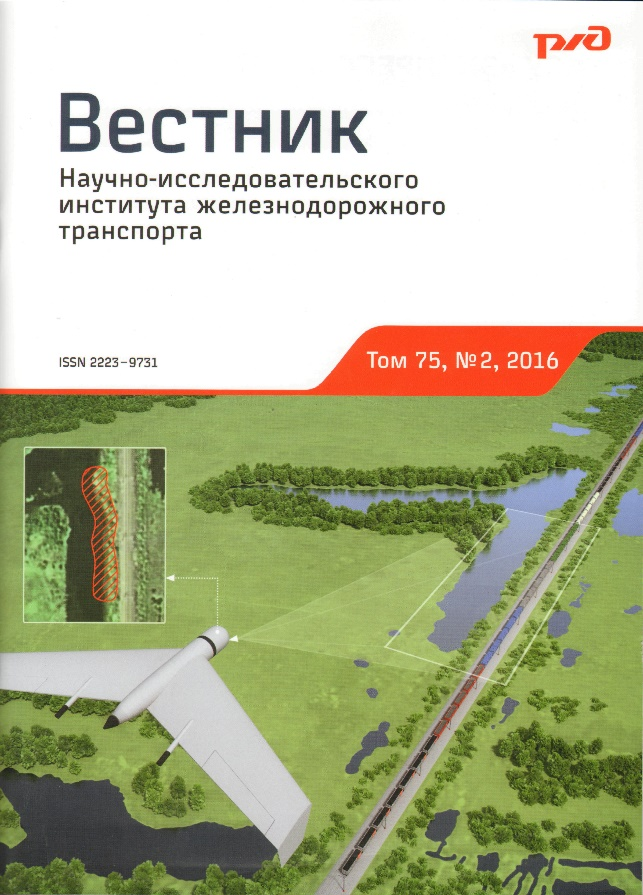 РЖД
Вестник
Научно-исследовательского
института железнодорожного
транспорта
ISSN 2223–9731
Том 75, №2, 2016